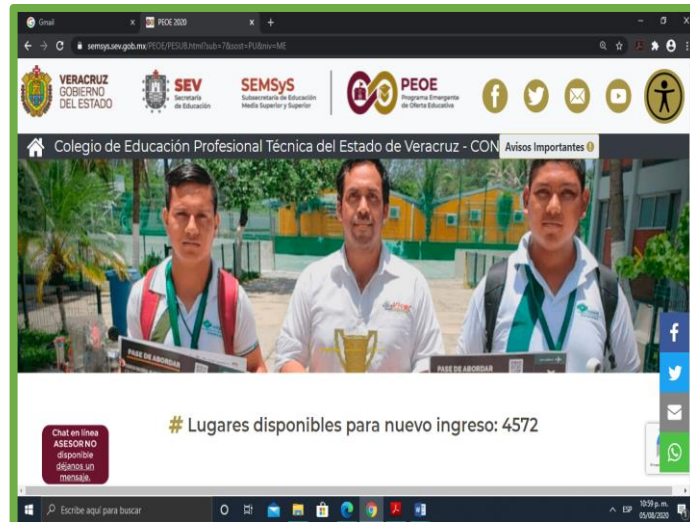 Gmail
PEOE 2020
semsys.sev.gob.mx/PEOE/PESUB.html?sub=7&sost=PU&niv=ME
VERACRUZ
GOBIERNO
DEL ESTADO
SEV
Secretaría
de Educación
SEMSyS
Subsecretaría de Educación
Media Superior y Superior
PEOE
Programa Emergente
de Oferta Educativa
Colegio de Educación Profesional Técnica del Estado de Veracruz - CON
Avisos Importantes
PASE DE ABORDAR
PASE DE ABORDAR
# Lugares disponibles para nuevo ingreso: 4572
Chat en línea
ASESOR NO
disponible
déjanos un
mensaje.
Escribe aquí para buscar
ESP
10:59 p. m.
05/08/2020